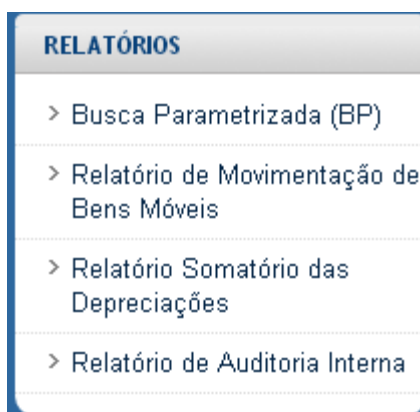 RELATÓRIOS
> Busca Parametrizada (BP)
> Relatório de Movimentação de
Bens Móveis
> Relatório Somatório das
Depreciações
> Relatório de Auditoria Interna